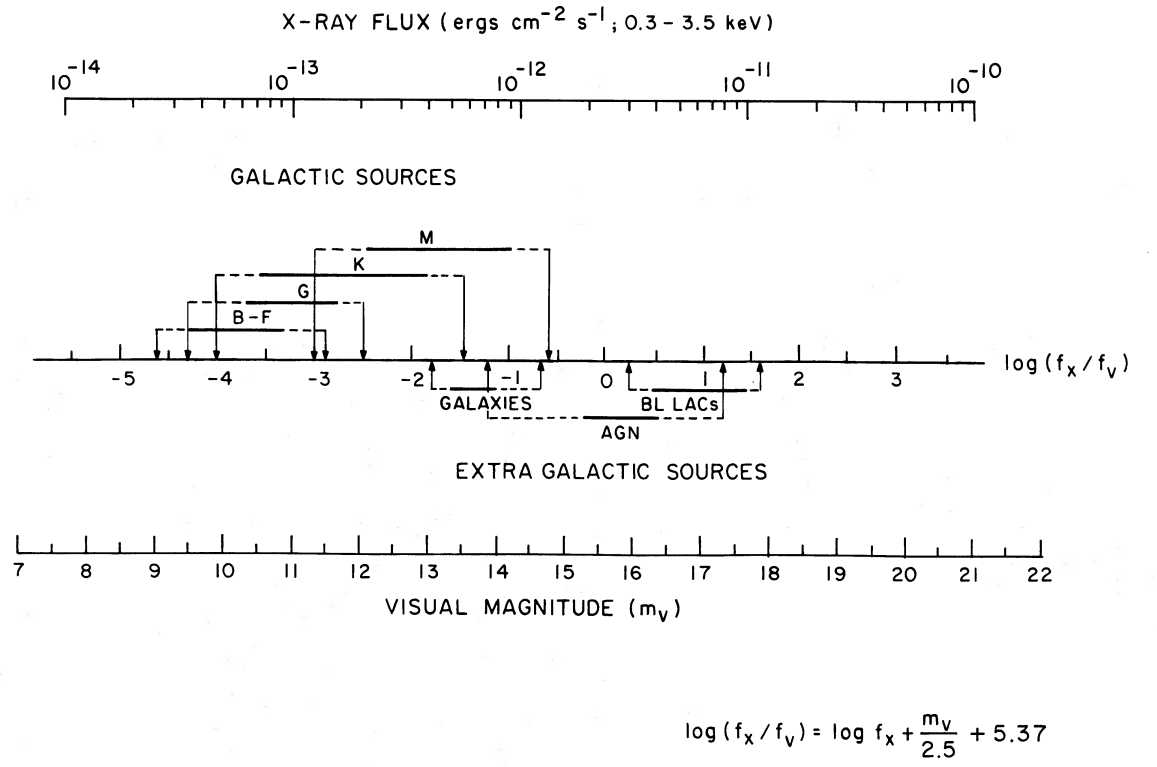 X-RAY FLUX (ergs cm⁻² s⁻¹; 0.3 – 3.5 keV)
10⁻¹⁴ 10⁻¹³ 10⁻¹² 10⁻¹¹ 10⁻¹⁰
GALACTIC SOURCES
M
K
G
B-F
-5 -4 -3 -2 -1 0 1 2 3 log (fₓ/fᵥ)
GALAXIES BL LACs
AGN
EXTRA GALACTIC SOURCES
7 8 9 10 11 12 13 14 15 16 17 18 19 20 21 22
VISUAL MAGNITUDE (mᵥ)
log (fₓ/fᵥ) = log fₓ + mᵥ/2.5 + 5.37